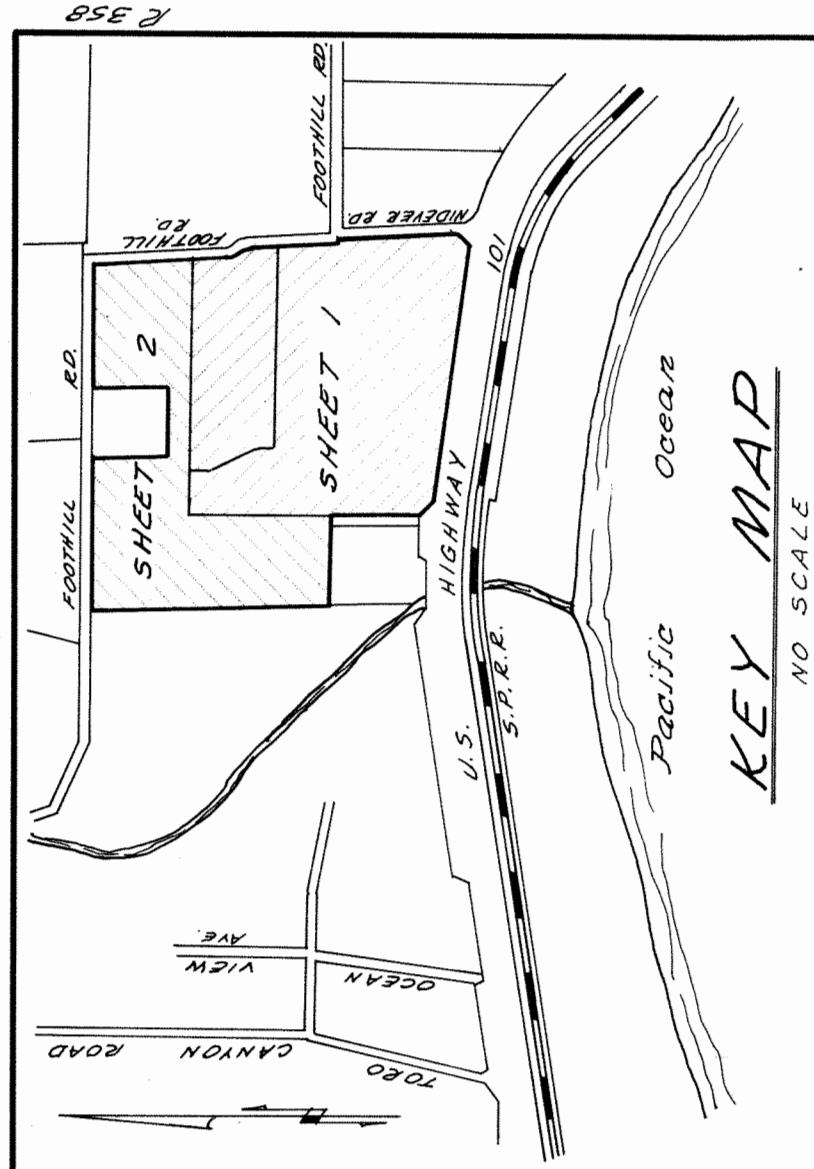 R 358
FOOTHILL RD.
FOOTHILL
RD.
FOOTHILL RD.
NIDEVER RD.
SHEET 2
SHEET 1
U.S. HIGHWAY 101
S.P.R.R.
OCEAN VIEW AVE.
TORO CANYON ROAD
Pacific Ocean
KEY MAP
NO SCALE